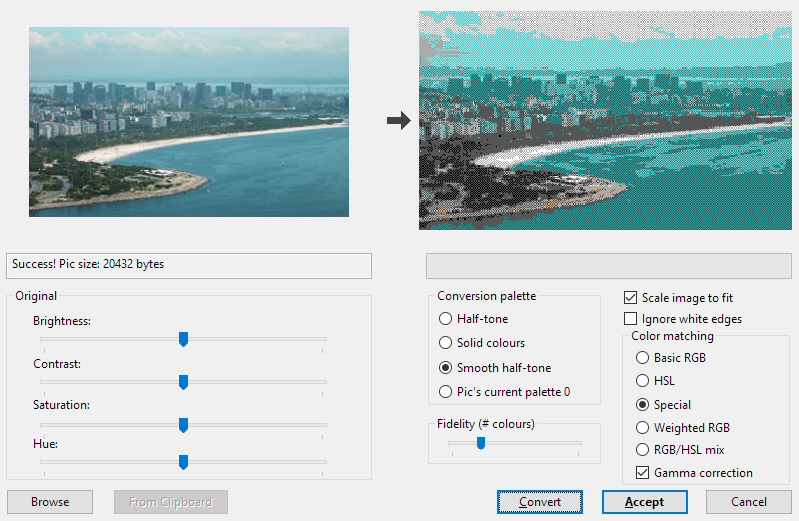 Success! Pic size: 20432 bytes
Original
Brightness:
Contrast:
Saturation:
Hue:
Browse
From Clipboard
Conversion palette
Half-tone
Solid colours
Smooth half-tone
Pic's current palette 0
Fidelity (# colours)
Scale image to fit
Ignore white edges
Color matching
Basic RGB
HSL
Special
Weighted RGB
RGB/HSL mix
Gamma correction
Convert
Accept
Cancel